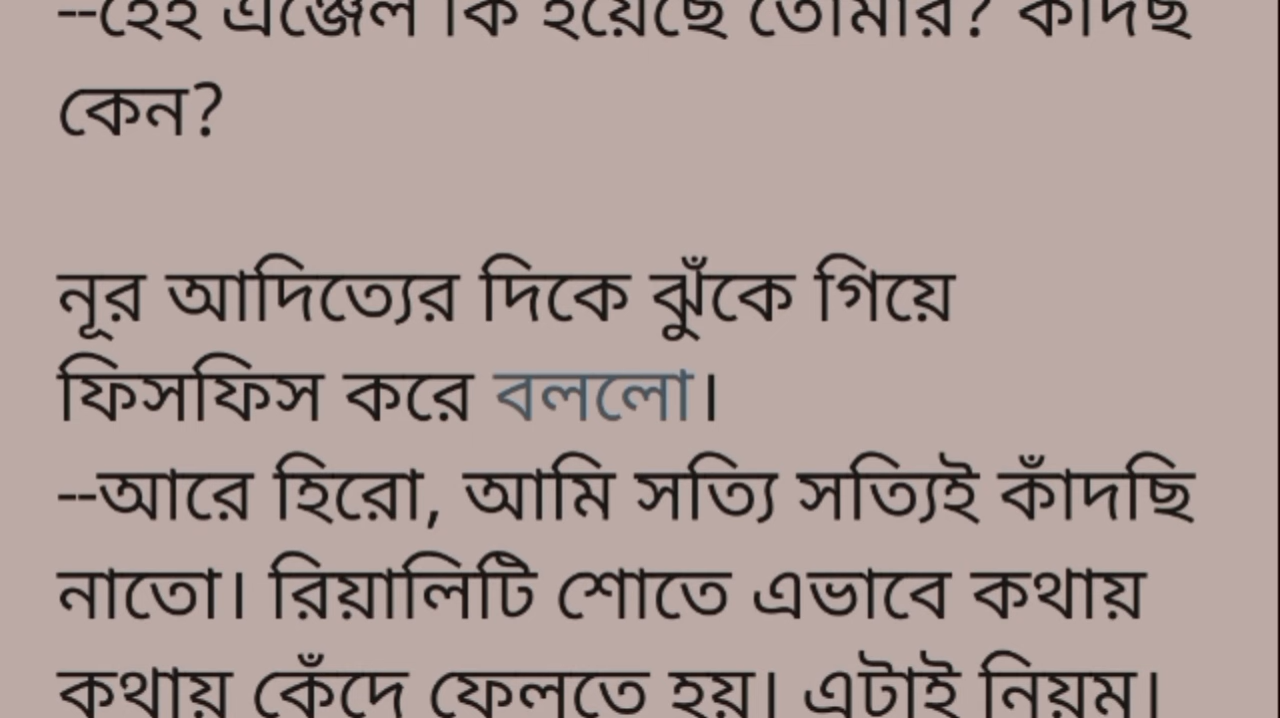 --হেই এঞ্জেল কি হয়েছে তোমার? কাঁদছ
কেন?
নূর আদিত্যের দিকে ঝুঁকে গিয়ে
ফিসফিস করে বললো।
--আরে হিরো, আমি সত্যি সত্যিই কাঁদছি
নাতো। রিয়ালিটি শোতে এভাবে কথায়
কথায় কেঁদে ফেলতে হয়। এটাই নিয়ম।